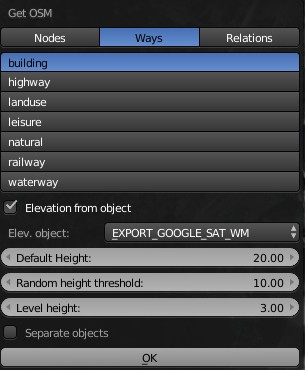 Get OSM
Nodes Ways Relations
building
highway
landuse
leisure
natural
railway
waterway
Elevation from object
Elev. object: EXPORT_GOOGLE_SAT_WM
Default Height: 20.00
Random height threshold: 10.00
Level height: 3.00
Separate objects
OK